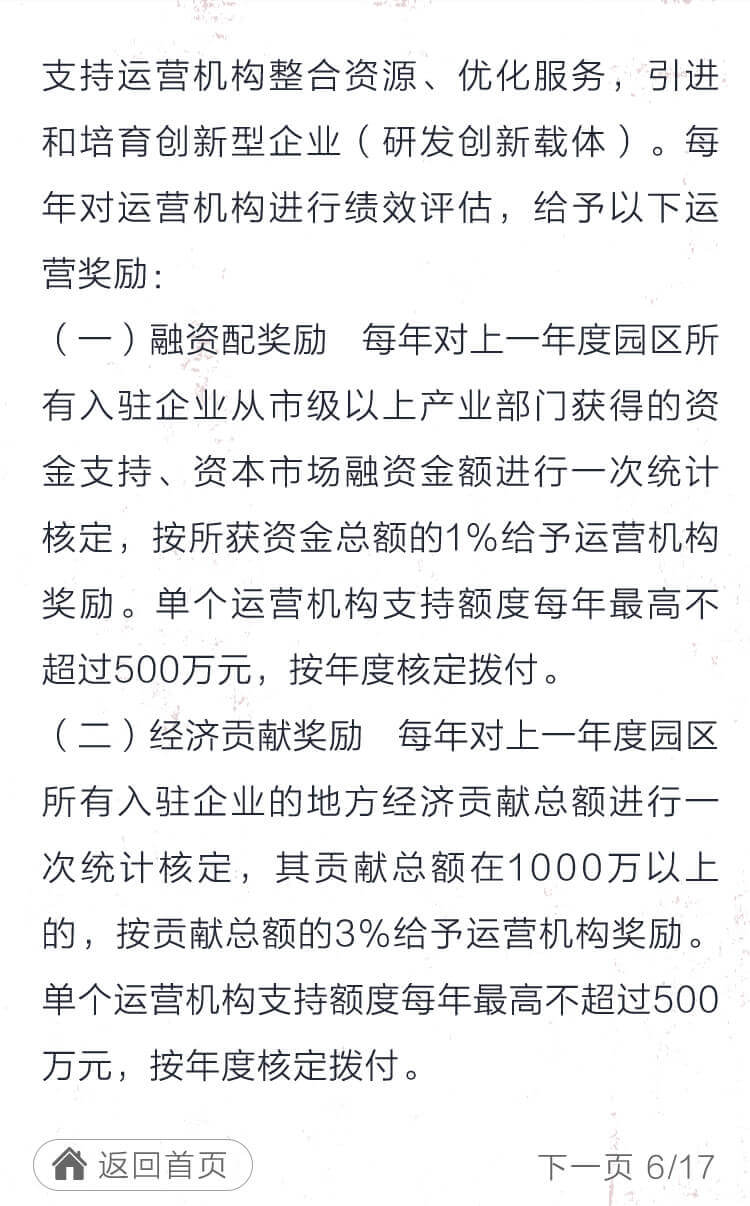 支持运营机构整合资源、优化服务，引进
和培育创新型企业（研发创新载体）。每
年对运营机构进行绩效评估，给予以下运
营奖励：
（一）融资配奖励　每年对上一年度园区所
有入驻企业从市级以上产业部门获得的资
金支持、资本市场融资金额进行一次统计
核定，按所获资金总额的1%给予运营机构
奖励。单个运营机构支持额度每年最高不
超过500万元，按年度核定拨付。
（二）经济贡献奖励　每年对上一年度园区
所有入驻企业的地方经济贡献总额进行一
次统计核定，其贡献总额在1000万以上
的，按贡献总额的3%给予运营机构奖励。
单个运营机构支持额度每年最高不超过500
万元，按年度核定拨付。
返回首页
下一页 6/17